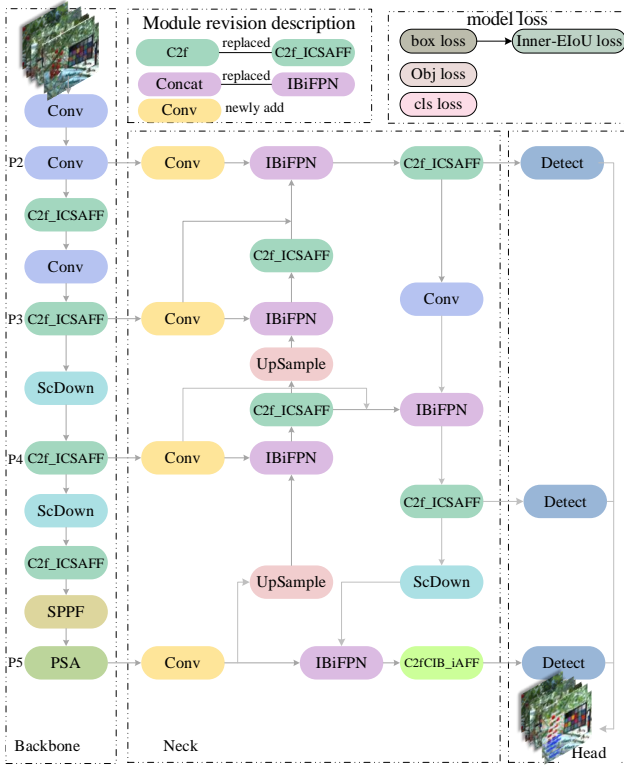 Module revision description
C2f replaced C2f_ICSAFF
Concat replaced IBiFPN
Conv newly add
model loss
box loss Inner-EIoU loss
Obj loss
cls loss
Conv
P2 Conv Conv IBiFPN C2f_ICSAFF Detect
C2f_ICSAFF
C2f_ICSAFF
Conv
Conv
P3 C2f_ICSAFF Conv IBiFPN
UpSample
ScDown
C2f_ICSAFF IBiFPN
P4 C2f_ICSAFF Conv IBiFPN
ScDown C2f_ICSAFF Detect
C2f_ICSAFF UpSample ScDown
SPPF
P5 PSA Conv IBiFPN C2fCIB_iAFF Detect
Backbone Neck Head